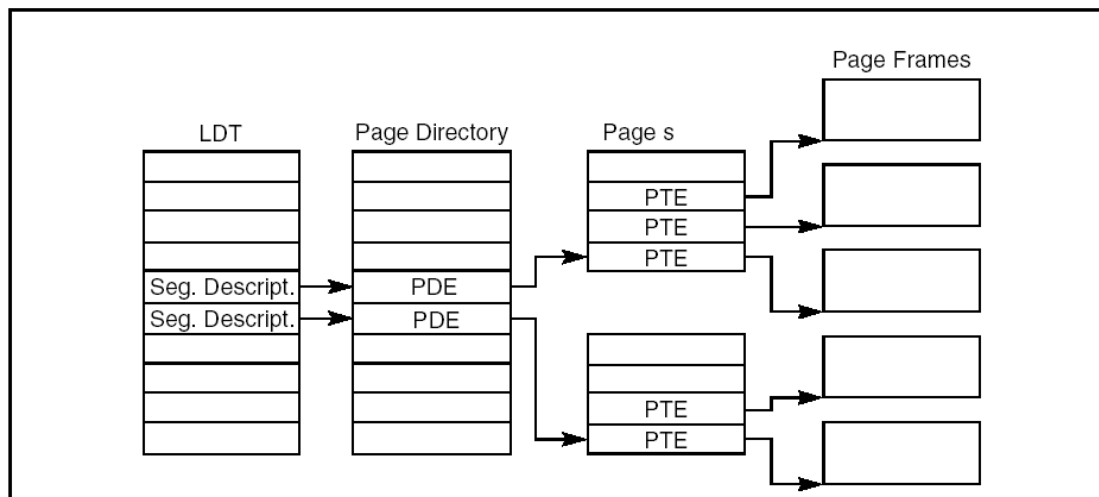 Page Frames
LDT
Page Directory
Page s
PTE
PTE
PTE
Seg. Descript.
PDE
Seg. Descript.
PDE
PTE
PTE